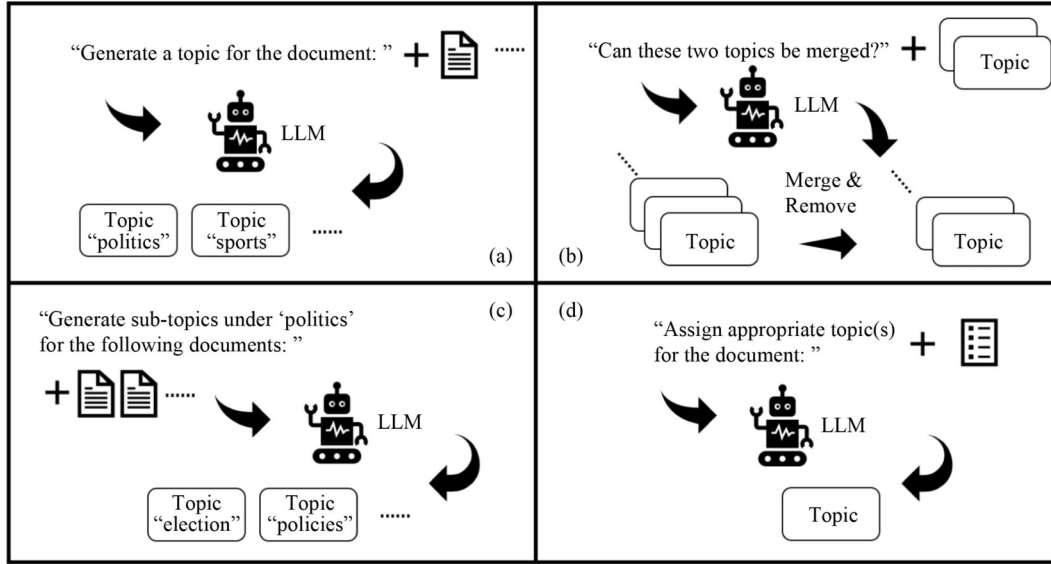 “Generate a topic for the document: ” + ......
LLM
Topic
“politics”
Topic
“sports”
......
(a)
“Can these two topics be merged?” +
Topic
LLM
Merge &
Remove
Topic
Topic
(b)
“Generate sub-topics under ‘politics’
for the following documents: ”
+ ......
LLM
Topic
“election”
Topic
“policies”
......
(c)
(d)
“Assign appropriate topic(s)
for the document: ” +
LLM
Topic